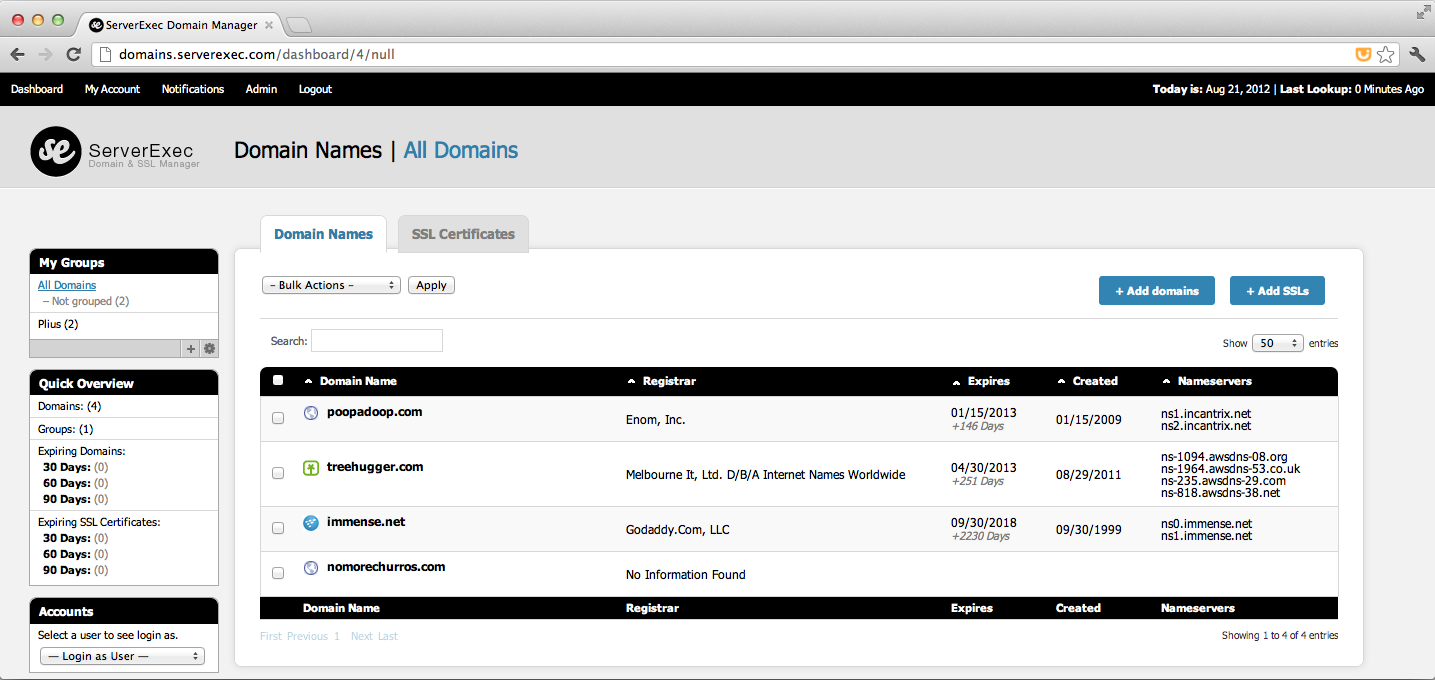 ServerExec Domain Manager
domains.serverexec.com/dashboard/4/null
Dashboard My Account Notifications Admin Logout
Today is: Aug 21, 2012 | Last Lookup: 0 Minutes Ago
se ServerExec
Domain & SSL Manager
Domain Names | All Domains
Domain Names SSL Certificates
My Groups
All Domains
– Not grouped (2)
Plius (2)
Quick Overview
Domains: (4)
Groups: (1)
Expiring Domains:
30 Days: (0)
60 Days: (0)
90 Days: (0)
Expiring SSL Certificates:
30 Days: (0)
60 Days: (0)
90 Days: (0)
Accounts
Select a user to see login as.
— Login as User —
– Bulk Actions – Apply
+ Add domains + Add SSLs
Search:
Show 50 entries
Domain Name Registrar Expires Created Nameservers
poopadoop.com Enom, Inc. 01/15/2013 01/15/2009 ns1.incantrix.net
+146 Days ns2.incantrix.net
treehugger.com Melbourne It, Ltd. D/B/A Internet Names Worldwide 04/30/2013 08/29/2011 ns-1094.awsdns-08.org
+251 Days ns-1964.awsdns-53.co.uk
ns-235.awsdns-29.com
ns-818.awsdns-38.net
immense.net Godaddy.Com, LLC 09/30/2018 09/30/1999 ns0.immense.net
+2230 Days ns1.immense.net
nomorechurros.com No Information Found
Domain Name Registrar Expires Created Nameservers
First Previous 1 Next Last
Showing 1 to 4 of 4 entries